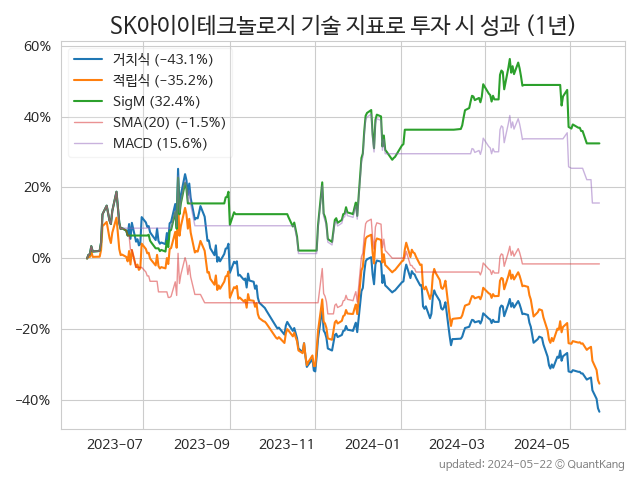 SK아이이테크놀로지 기술 지표로 투자 시 성과 (1년)
60%
40%
20%
0%
−20%
−40%
거치식 (−43.1%)
적립식 (−35.2%)
SigM (32.4%)
SMA(20) (−1.5%)
MACD (15.6%)
2023−07
2023−09
2023−11
2024−01
2024−03
2024−05
updated: 2024-05-22 © QuantKang